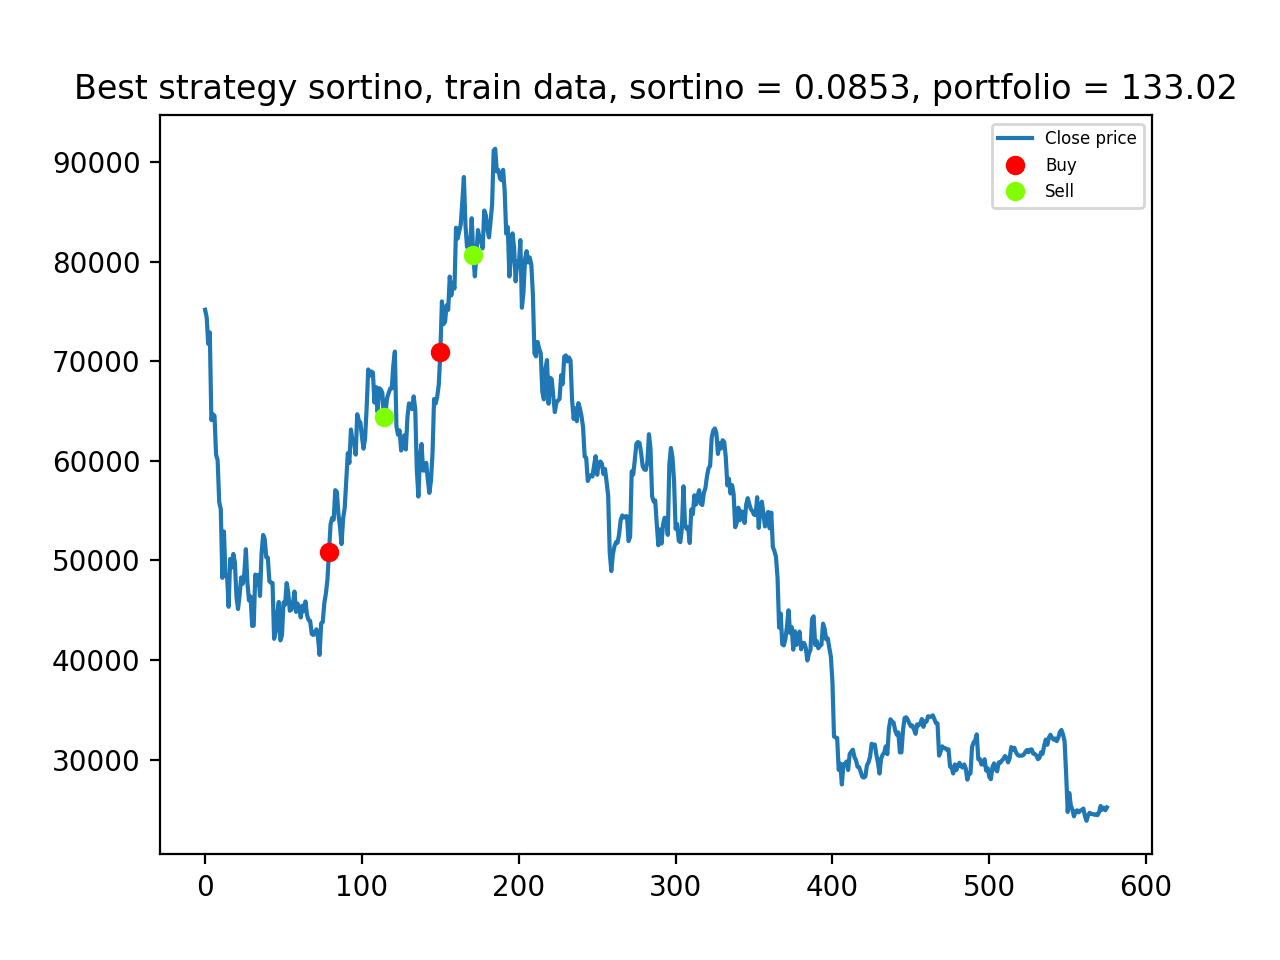 Best strategy sortino, train data, sortino = 0.0853, portfolio = 133.02
Close price
Buy
Sell
90000
80000
70000
60000
50000
40000
30000
0 100 200 300 400 500 600